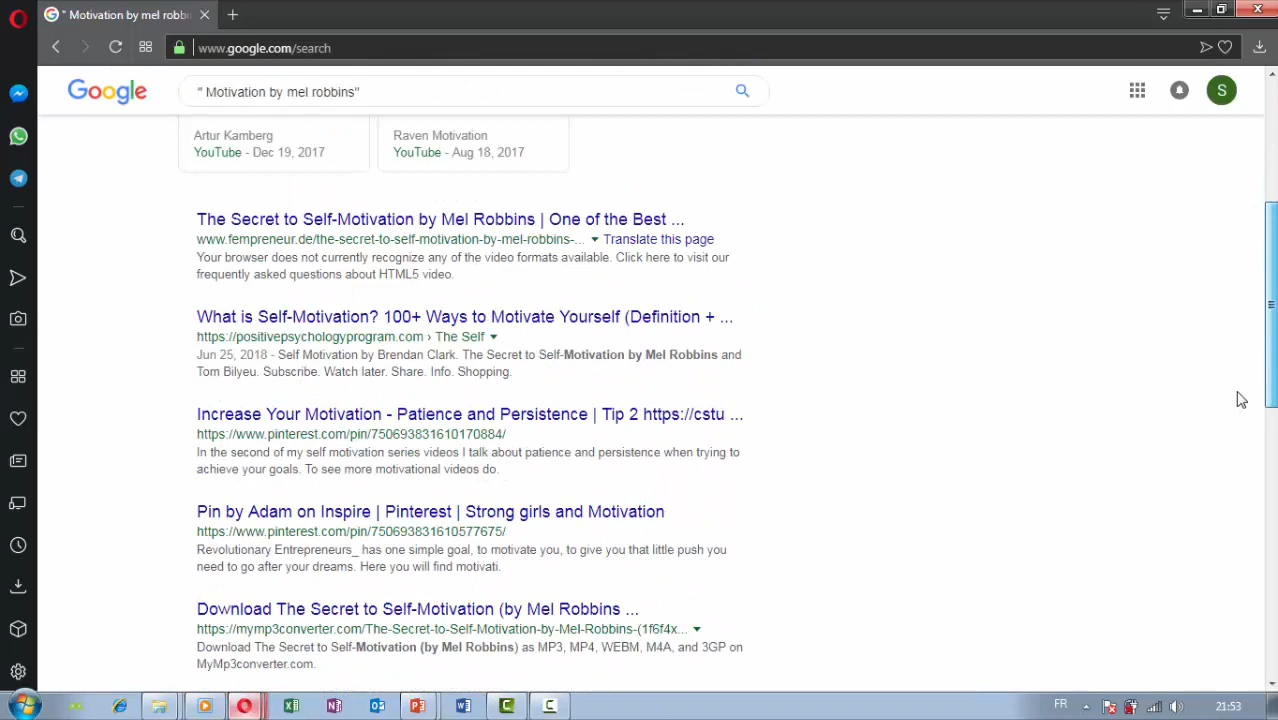 " Motivation by mel robbi
www.google.com/search
Google
" Motivation by mel robbins"
S
Artur Kamberg
YouTube - Dec 19, 2017
Raven Motivation
YouTube - Aug 18, 2017
The Secret to Self-Motivation by Mel Robbins | One of the Best ...
www.fempreneur.de/the-secret-to-self-motivation-by-mel-robbins-... Translate this page
Your browser does not currently recognize any of the video formats available. Click here to visit our
frequently asked questions about HTML5 video.
What is Self-Motivation? 100+ Ways to Motivate Yourself (Definition + ...
https://positivepsychologyprogram.com › The Self
Jun 25, 2018 - Self Motivation by Brendan Clark. The Secret to Self-Motivation by Mel Robbins and
Tom Bilyeu. Subscribe. Watch later. Share. Info. Shopping.
Increase Your Motivation - Patience and Persistence | Tip 2 https://cstu ...
https://www.pinterest.com/pin/750693831610170884/
In the second of my self motivation series videos I talk about patience and persistence when trying to
achieve your goals. To see more motivational videos do.
Pin by Adam on Inspire | Pinterest | Strong girls and Motivation
https://www.pinterest.com/pin/750693831610577675/
Revolutionary Entrepreneurs_ has one simple goal, to motivate you, to give you that little push you
need to go after your dreams. Here you will find motivati.
Download The Secret to Self-Motivation (by Mel Robbins ...
https://mymp3converter.com/The-Secret-to-Self-Motivation-by-Mel-Robbins-(1f6f4x...
Download The Secret to Self-Motivation (by Mel Robbins) as MP3, MP4, WEBM, M4A, and 3GP on
MyMp3converter.com.
FR
21:53